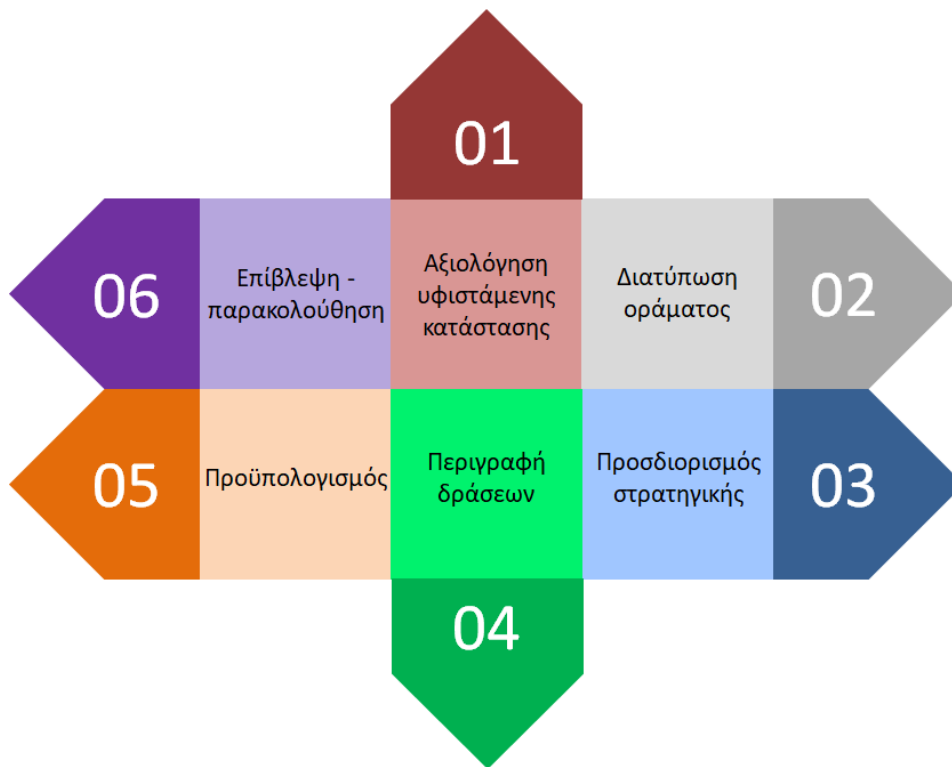 01
Αξιολόγηση
υφιστάμενης
κατάστασης
02
Διατύπωση
οράματος
03
Προσδιορισμός
στρατηγικής
04
Περιγραφή
δράσεων
05
Προϋπολογισμός
06
Επίβλεψη -
παρακολούθηση